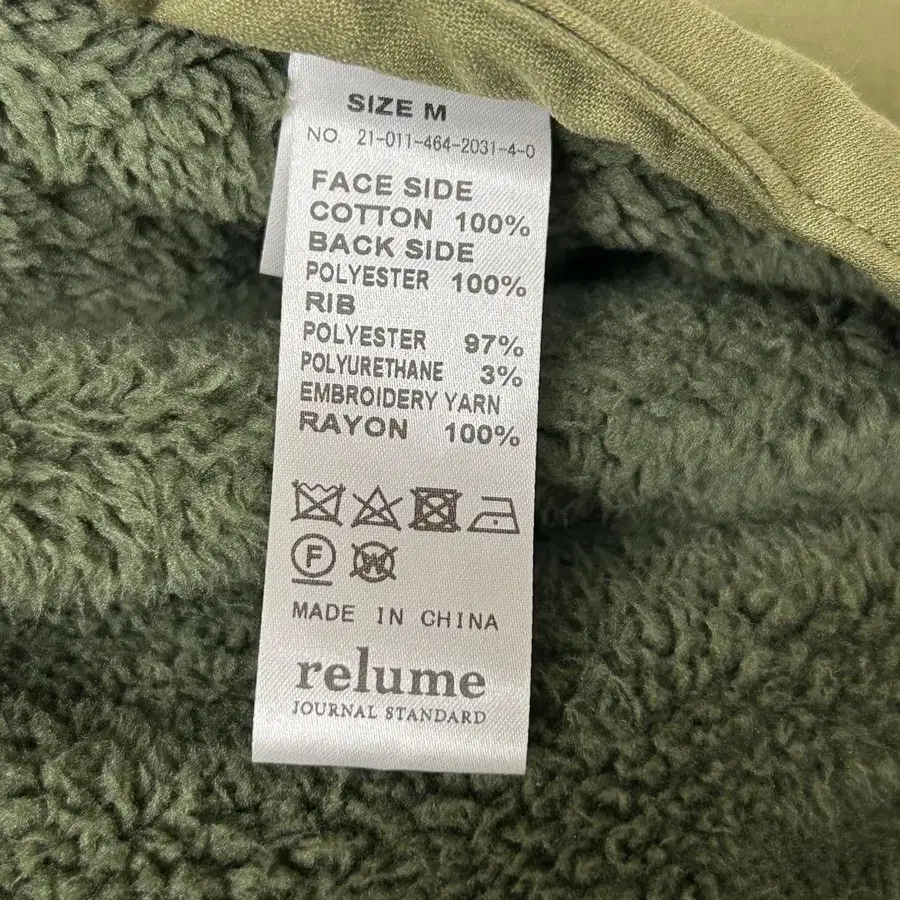 SIZE M
NO. 21-011-464-2031-4-0
FACE SIDE
COTTON 100%
BACK SIDE
POLYESTER 100%
RIB
POLYESTER 97%
POLYURETHANE 3%
EMBROIDERY YARN
RAYON 100%
F W
MADE IN CHINA
relume
JOURNAL STANDARD